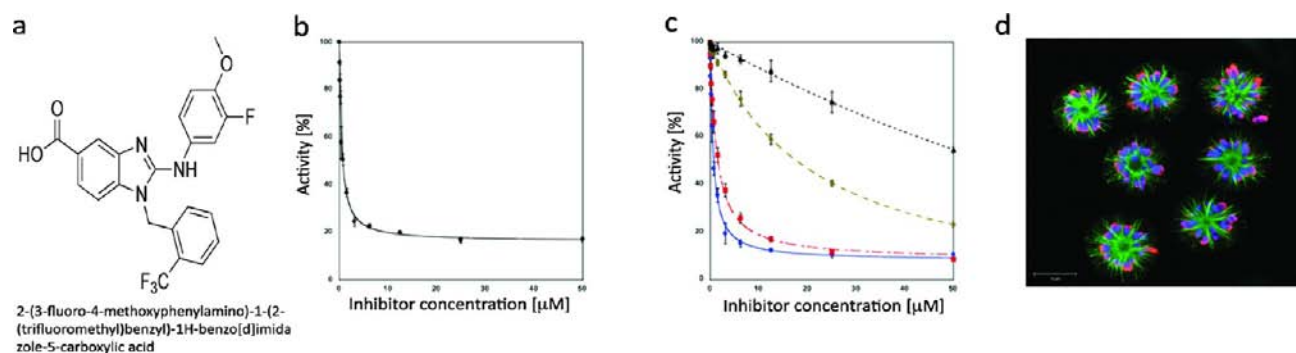 a
b
c
d
O
HO
N
N
NH
O
F
F₃C
2-(3-fluoro-4-methoxyphenylamino)-1-(2-
(trifluoromethyl)benzyl)-1H-benzo[d]imida
zole-5-carboxylic acid
Activity [%]
100
80
60
40
20
0
0
10
20
30
40
50
Inhibitor concentration [µM]
Activity [%]
100
80
60
40
20
0
0
10
20
30
40
50
Inhibitor concentration [µM]